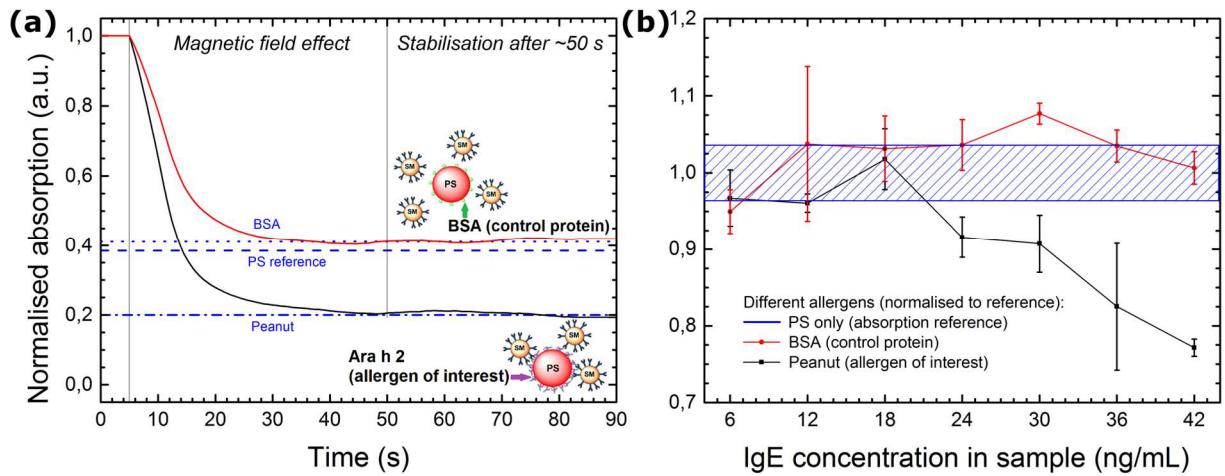 (a)
Normalised absorption (a.u.)
1,0
0,8
0,6
0,4
0,2
0,0
Magnetic field effect
Stabilisation after ~50 s
BSA
PS reference
Peanut
SM
SM
SM
SM
PS
BSA (control protein)
Ara h 2
(allergen of interest)
SM
SM
SM
PS
0 10 20 30 40 50 60 70 80 90
Time (s)
(b)
1,2
1,1
1,0
0,9
0,8
0,7
Different allergens (normalised to reference):
PS only (absorption reference)
BSA (control protein)
Peanut (allergen of interest)
6 12 18 24 30 36 42
IgE concentration in sample (ng/mL)